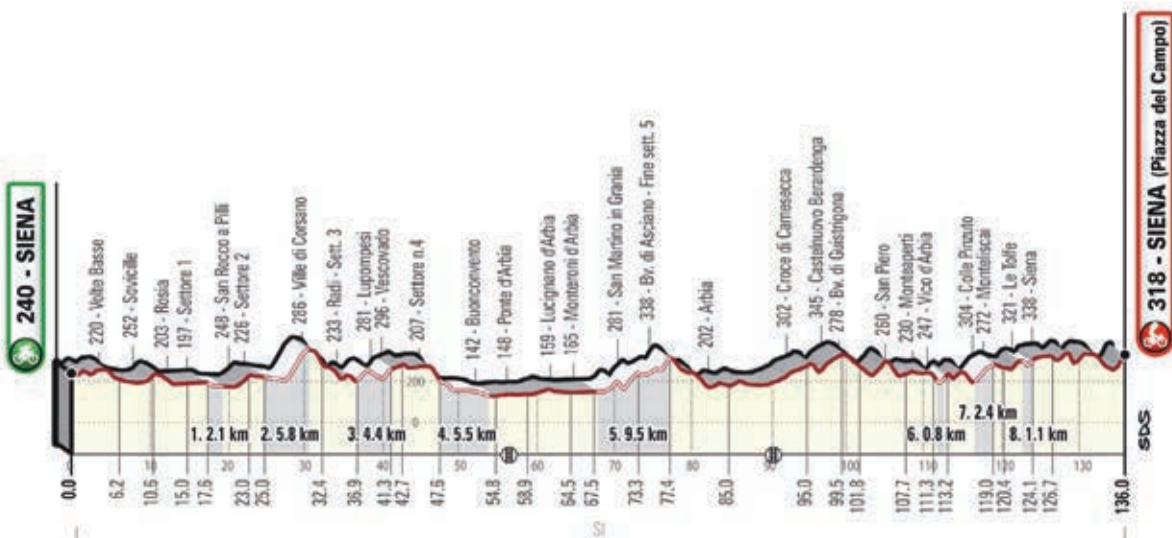 240 - SIENA
220 - Volte Basse
252 - Sovicille
203 - Rosia
197 - Settore 1
248 - San Rocco a Pilli
226 - Settore 2
286 - Ville di Corsano
233 - Radi - Sett. 3
281 - Lupompesi
296 - Vescovado
207 - Settore n.4
142 - Buonconvento
148 - Ponte d'Arbia
159 - Lucignano d'Arbia
165 - Monteroni d'Arbia
281 - San Martino in Grania
338 - Bv. di Asciano - Fine sett. 5
202 - Arbia
302 - Croce di Carnesecca
345 - Castelnuovo Berardenga
278 - Bv. di Guistrigona
260 - San Piero
230 - Monteaperti
247 - Vico d'Arbia
304 - Colle Pinzuto
272 - Monteliscai
321 - Le Tolfe
338 - Siena
318 - SIENA (Piazza del Campo)
200
0
1. 2.1 km
2. 5.8 km
3. 4.4 km
4. 5.5 km
5. 9.5 km
6. 0.8 km
7. 2.4 km
8. 1.1 km
SDS
10 20 30 40 50 60 70 80 90 100 110 120 130
0.0 6.2 10.6 15.0 17.6 23.0 25.0 32.4 36.9 41.3 42.7 47.6 54.8 58.9 64.5 67.5 73.3 77.4 85.0 95.0 99.5 101.8 107.7 111.3 113.2 119.0 120.4 124.1 126.7 136.0
SI